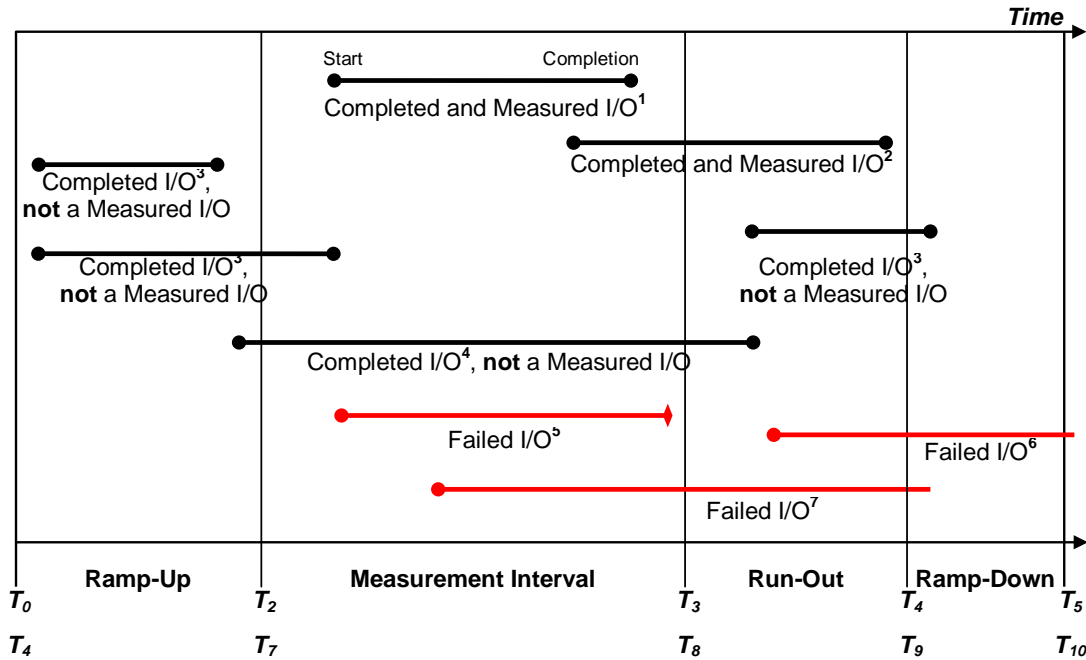 Time
Start Completion
Completed and Measured I/O¹
Completed and Measured I/O²
Completed I/O³,
not a Measured I/O
Completed I/O³,
not a Measured I/O
Completed I/O³,
not a Measured I/O
Completed I/O⁴, not a Measured I/O
Failed I/O⁵
Failed I/O⁶
Failed I/O⁷
Ramp-Up Measurement Interval Run-Out Ramp-Down
T₀ T₂ T₃ T₄ T₅
T₄ T₇ T₈ T₉ T₁₀